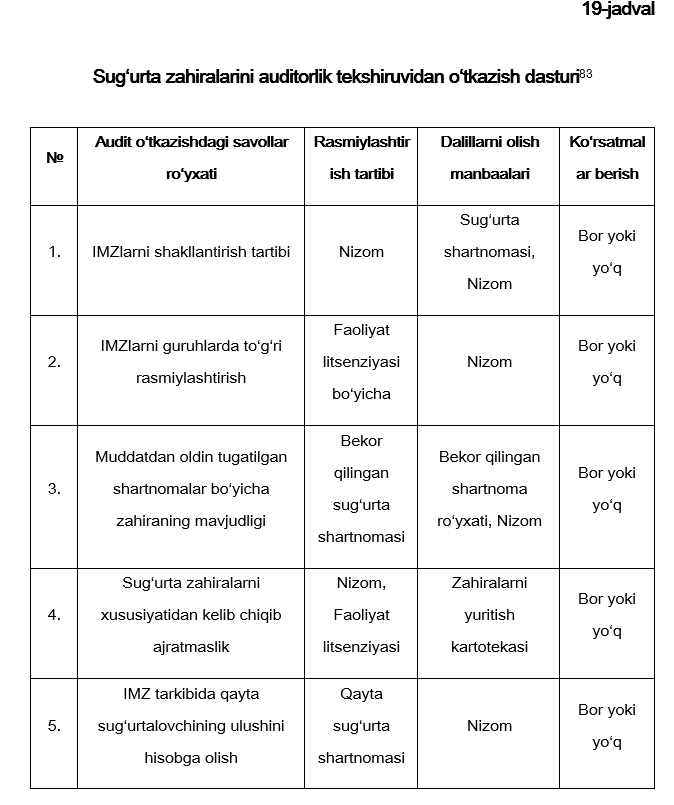 19-jadval
Sug‘urta zahiralarini auditorlik tekshiruvidan o‘tkazish dasturi83
№
Audit o‘tkazishdagi savollar
ro‘yxati
Rasmiylashtir
ish tartibi
Dalillarni olish
manbaalari
Ko‘rsatmal
ar berish
1.
IMZlarni shakllantirish tartibi
Nizom
Sug‘urta
shartnomasi,
Nizom
Bor yoki
yo‘q
2.
IMZlarni guruhlarda to‘g‘ri
rasmiylashtirish
Faoliyat
litsenziyasi
bo‘yicha
Nizom
Bor yoki
yo‘q
3.
Muddatdan oldin tugatilgan
shartnomalar bo‘yicha
zahiraning mavjudligi
Bekor
qilingan
sug‘urta
shartnomasi
Bekor qilingan
shartnoma
ro‘yxati, Nizom
Bor yoki
yo‘q
4.
Sug‘urta zahiralarni
xususiyatidan kelib chiqib
ajratmaslik
Nizom,
Faoliyat
litsenziyasi
Zahiralarni
yuritish
kartotekasi
Bor yoki
yo‘q
5.
IMZ tarkibida qayta
sug‘urtalovchining ulushini
hisobga olish
Qayta
sug‘urta
shartnomasi
Nizom
Bor yoki
yo‘q